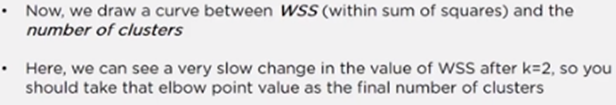 • Now, we draw a curve between WSS (within sum of squares) and the
number of clusters
• Here, we can see a very slow change in the value of WSS after k=2, so you
should take that elbow point value as the final number of clusters